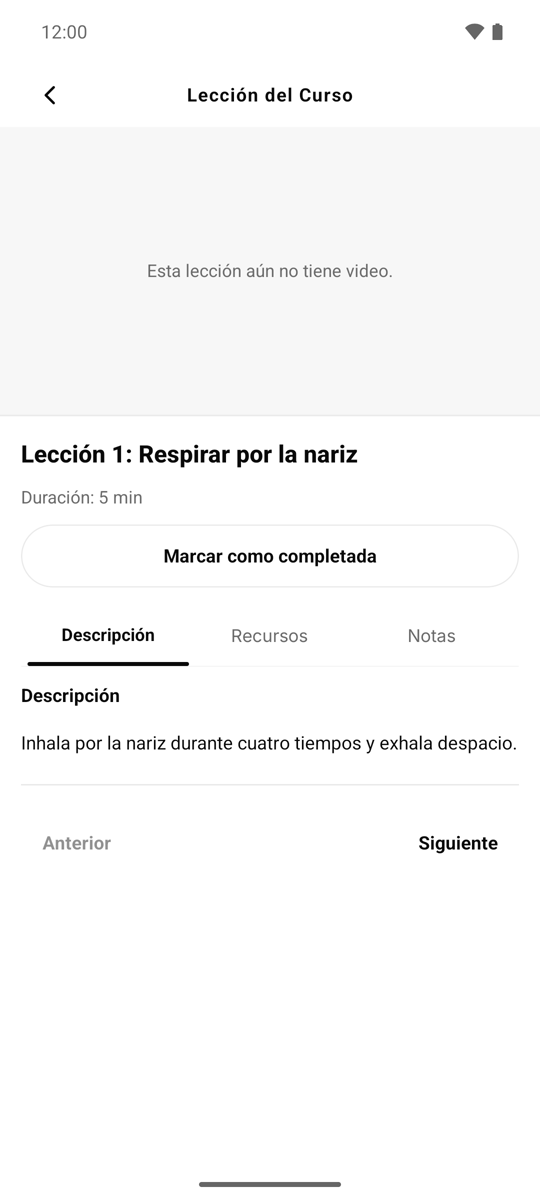 12:00
Lección del Curso
Esta lección aún no tiene video.
Lección 1: Respirar por la nariz
Duración: 5 min
Marcar como completada
Descripción Recursos Notas
Descripción
Inhala por la nariz durante cuatro tiempos y exhala despacio.
Anterior Siguiente